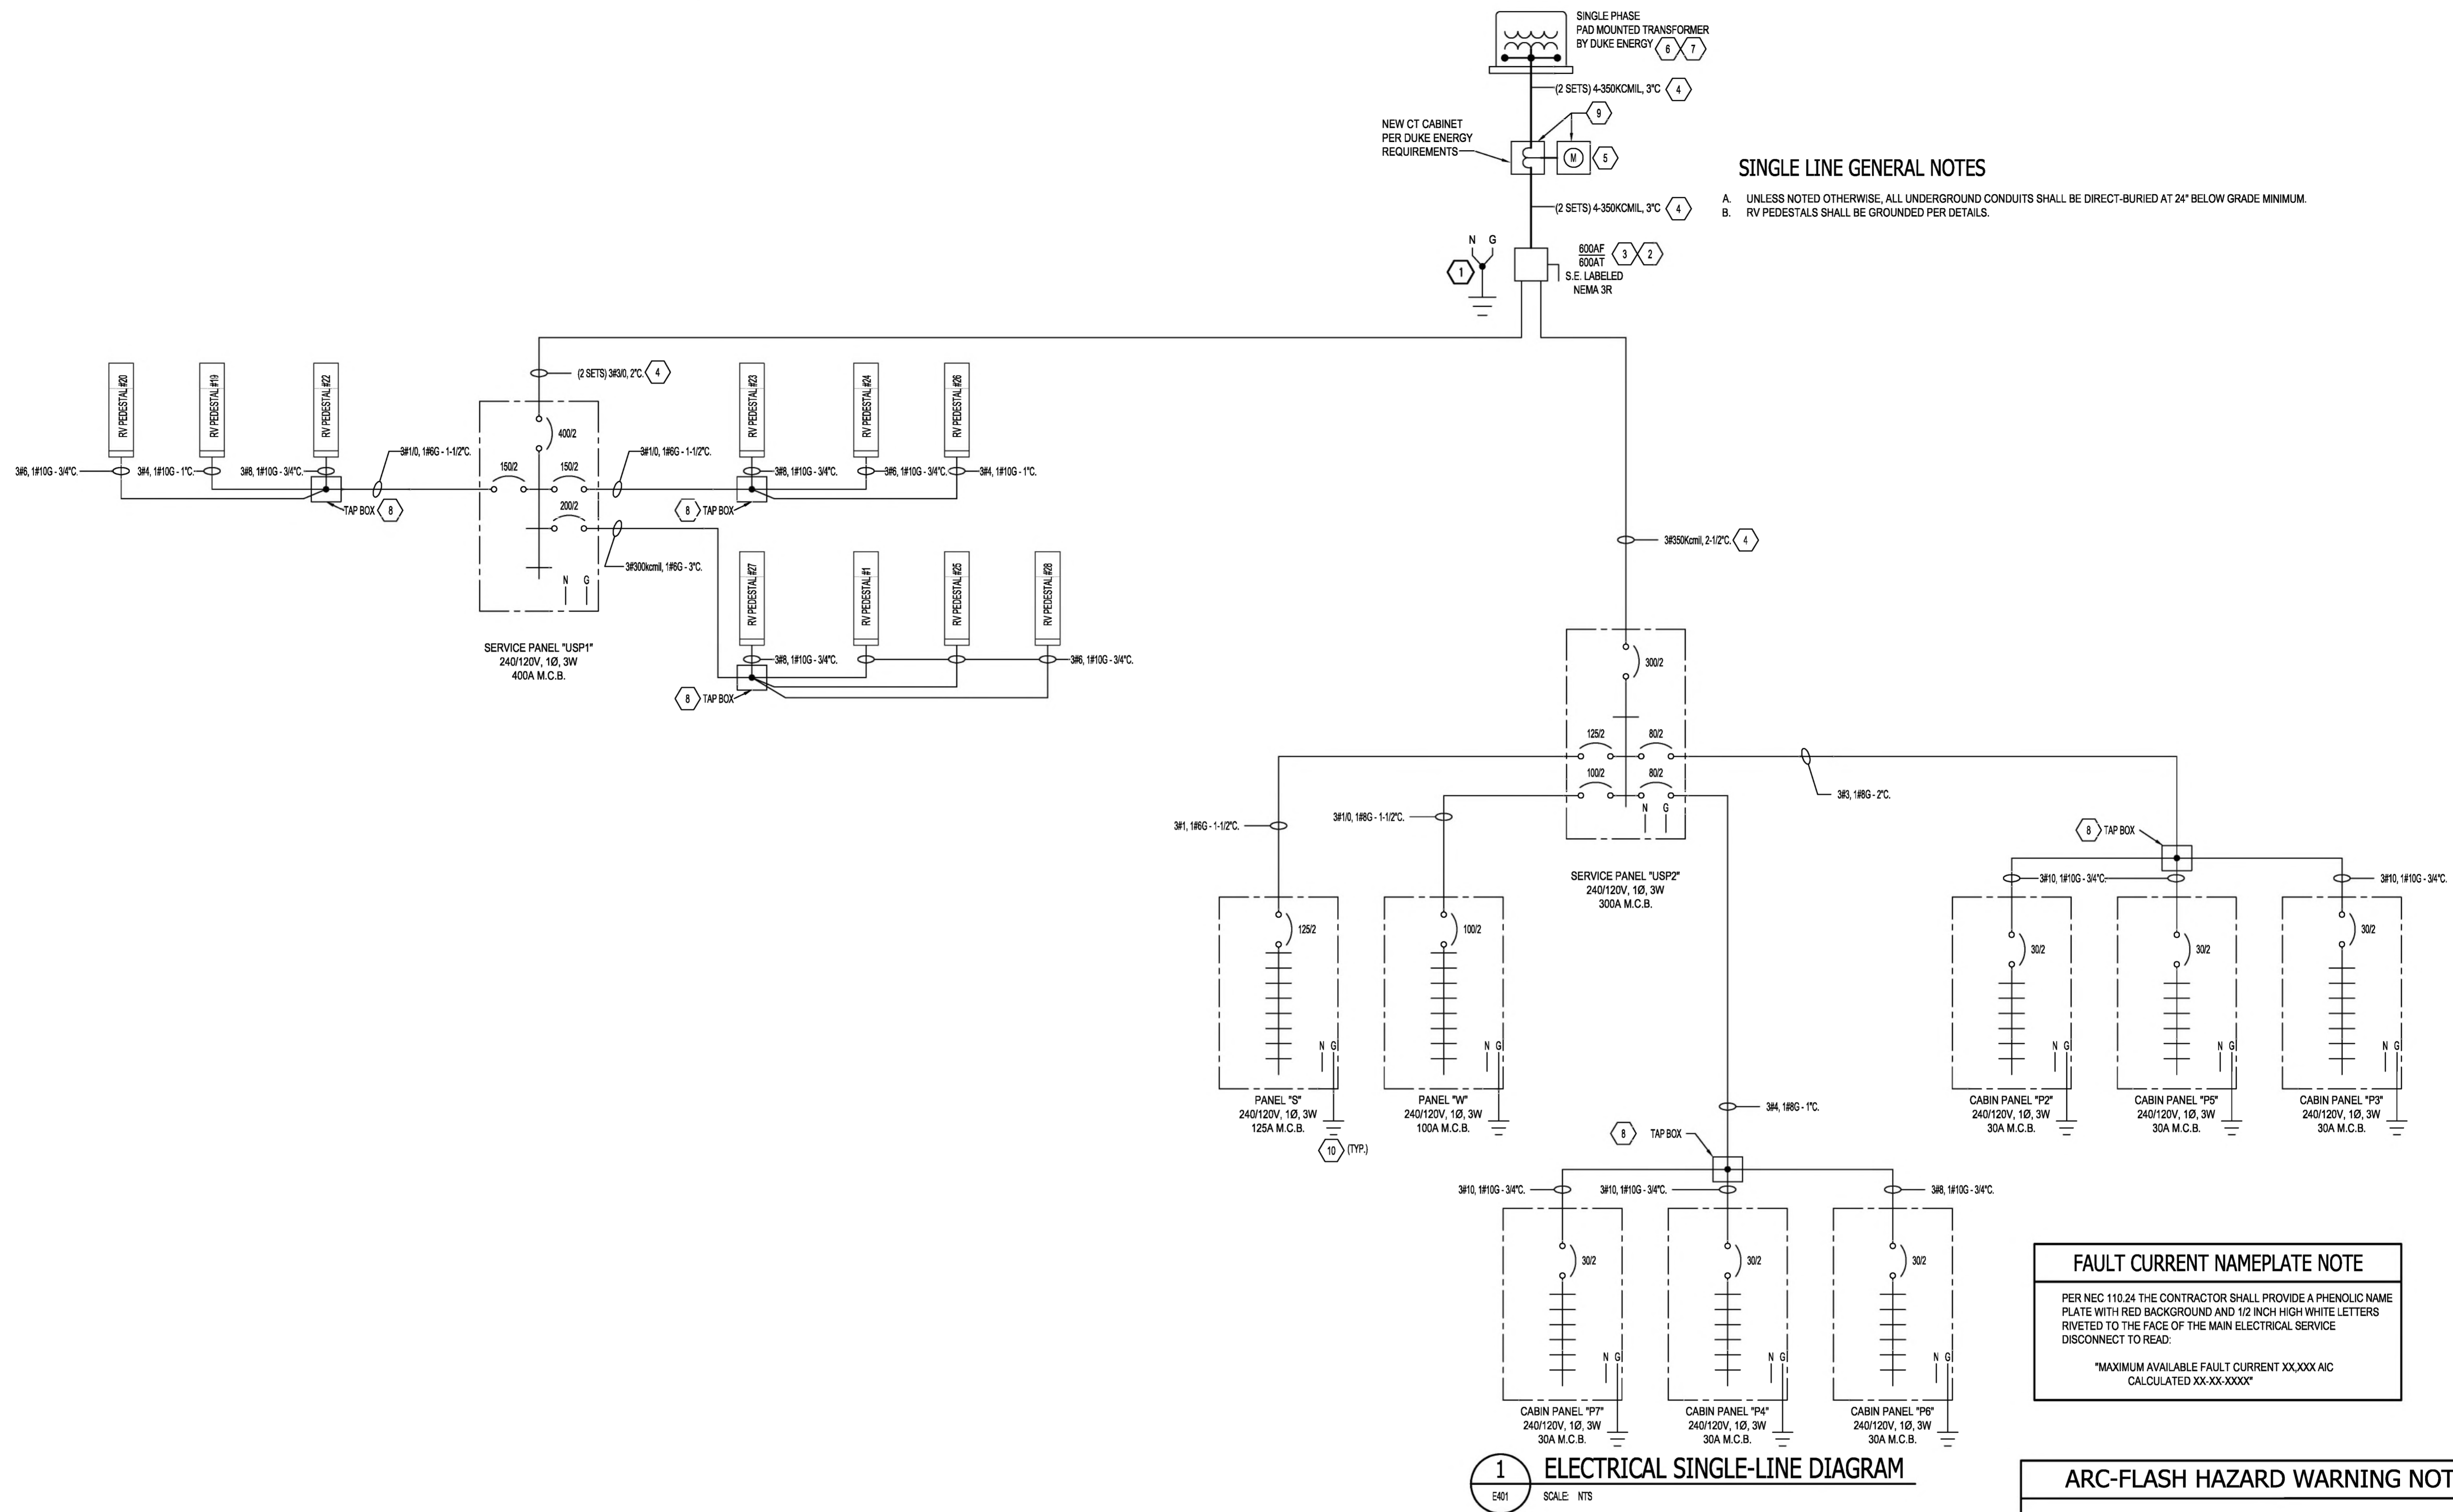 SINGLE PHASE
PAD MOUNTED TRANSFORMER
BY DUKE ENERGY 6 7
(2 SETS) 4-350KCMIL, 3"C 4
9
NEW CT CABINET
PER DUKE ENERGY
REQUIREMENTS
M 5
(2 SETS) 4-350KCMIL, 3"C 4
SINGLE LINE GENERAL NOTES
A. UNLESS NOTED OTHERWISE, ALL UNDERGROUND CONDUITS SHALL BE DIRECT-BURIED AT 24" BELOW GRADE MINIMUM.
B. RV PEDESTALS SHALL BE GROUNDED PER DETAILS.
N G
1
600AF
600AT
3 2
S.E. LABELED
NEMA 3R
RV PEDESTAL #20
RV PEDESTAL #19
RV PEDESTAL #22
(2 SETS) 3#3/0, 2"C. 4
RV PEDESTAL #23
RV PEDESTAL #24
RV PEDESTAL #26
400/2
3#6, 1#10G - 3/4"C.
3#4, 1#10G - 1"C.
3#8, 1#10G - 3/4"C.
3#1/0, 1#6G - 1-1/2"C.
150/2
150/2
3#1/0, 1#6G - 1-1/2"C.
3#8, 1#10G - 3/4"C.
3#6, 1#10G - 3/4"C.
3#4, 1#10G - 1"C.
TAP BOX 8
200/2
8 TAP BOX
3#300kcmil, 1#6G - 3"C.
N G
RV PEDESTAL #27
RV PEDESTAL #1
RV PEDESTAL #25
RV PEDESTAL #28
SERVICE PANEL "USP1"
240/120V, 1Ø, 3W
400A M.C.B.
3#8, 1#10G - 3/4"C.
3#6, 1#10G - 3/4"C.
8 TAP BOX
3#350Kcmil, 2-1/2"C. 4
300/2
125/2
80/2
100/2
80/2
N G
3#3, 1#8G - 2"C.
3#1, 1#6G - 1-1/2"C.
3#1/0, 1#8G - 1-1/2"C.
SERVICE PANEL "USP2"
240/120V, 1Ø, 3W
300A M.C.B.
8 TAP BOX
3#10, 1#10G - 3/4"C.
3#10, 1#10G - 3/4"C.
125/2
100/2
30/2
30/2
30/2
N G
N G
N G
N G
N G
PANEL "S"
240/120V, 1Ø, 3W
125A M.C.B.
10 (TYP.)
PANEL "W"
240/120V, 1Ø, 3W
100A M.C.B.
CABIN PANEL "P2"
240/120V, 1Ø, 3W
30A M.C.B.
CABIN PANEL "P5"
240/120V, 1Ø, 3W
30A M.C.B.
CABIN PANEL "P3"
240/120V, 1Ø, 3W
30A M.C.B.
3#4, 1#8G - 1"C.
8 TAP BOX
3#10, 1#10G - 3/4"C.
3#10, 1#10G - 3/4"C.
3#8, 1#10G - 3/4"C.
30/2
30/2
30/2
N G
N G
N G
CABIN PANEL "P7"
240/120V, 1Ø, 3W
30A M.C.B.
CABIN PANEL "P4"
240/120V, 1Ø, 3W
30A M.C.B.
CABIN PANEL "P6"
240/120V, 1Ø, 3W
30A M.C.B.
FAULT CURRENT NAMEPLATE NOTE
PER NEC 110.24 THE CONTRACTOR SHALL PROVIDE A PHENOLIC NAME
PLATE WITH RED BACKGROUND AND 1/2 INCH HIGH WHITE LETTERS
RIVETED TO THE FACE OF THE MAIN ELECTRICAL SERVICE
DISCONNECT TO READ:
"MAXIMUM AVAILABLE FAULT CURRENT XX,XXX AIC
CALCULATED XX-XX-XXXX"
1
E401
ELECTRICAL SINGLE-LINE DIAGRAM
SCALE: NTS
ARC-FLASH HAZARD WARNING NOT